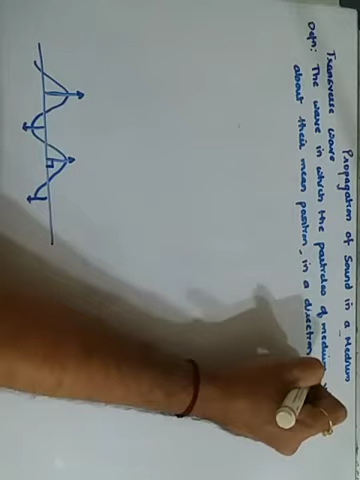 Propagation of Sound in a Medium
Transverse wave
Defn: The wave in which the particles of medium
about their mean position, in a direction